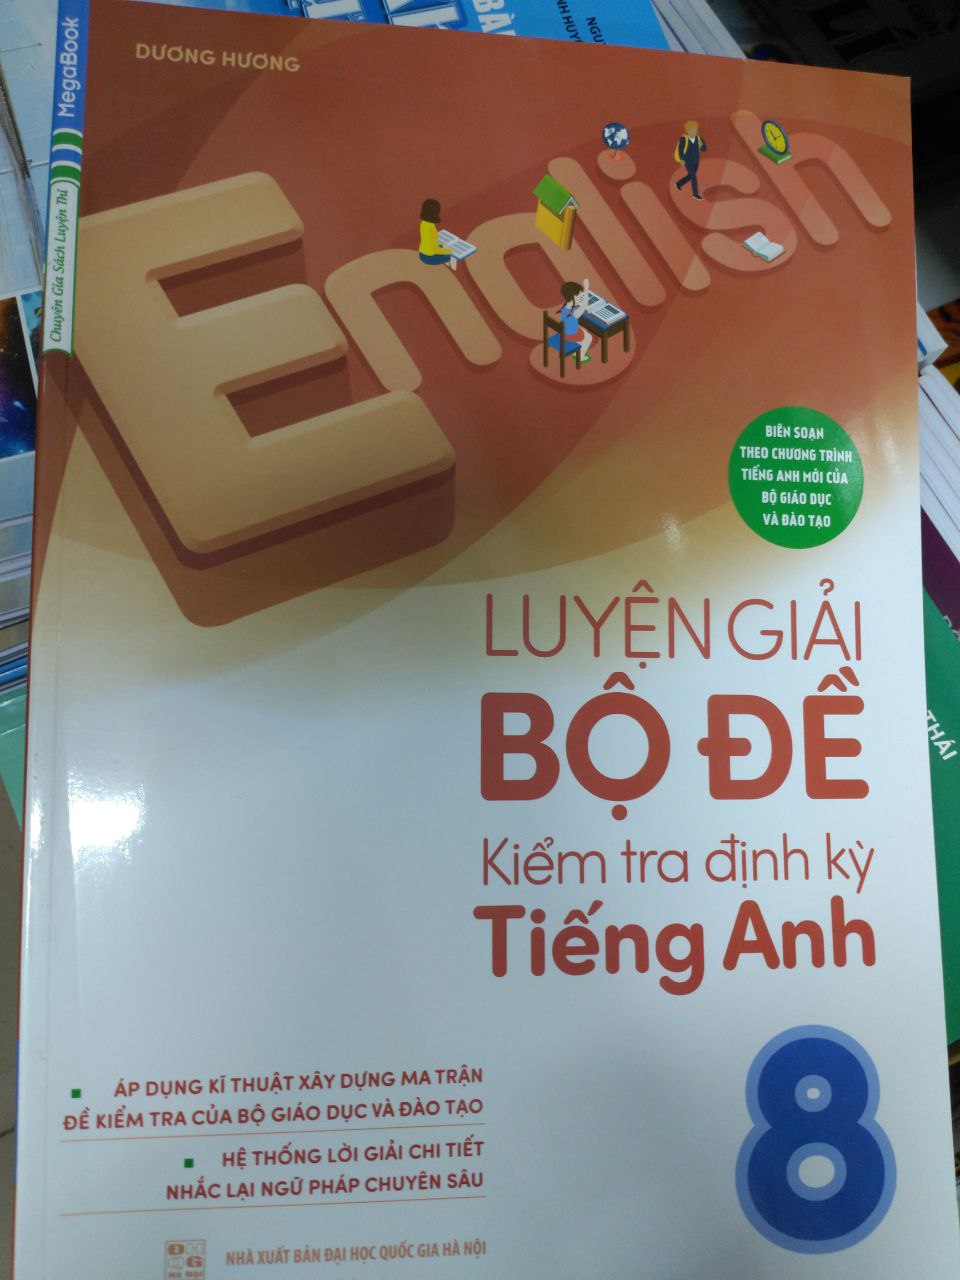 DƯƠNG HƯƠNG
MegaBook
Chuyên Gia Sách Luyện Thi
English
BIÊN SOẠN
THEO CHƯƠNG TRÌNH
TIẾNG ANH MỚI CỦA
BỘ GIÁO DỤC
VÀ ĐÀO TẠO
LUYỆN GIẢI
BỘ ĐỀ
Kiểm tra định kỳ
Tiếng Anh
8
ÁP DỤNG KĨ THUẬT XÂY DỰNG MA TRẬN
ĐỀ KIỂM TRA CỦA BỘ GIÁO DỤC VÀ ĐÀO TẠO
HỆ THỐNG LỜI GIẢI CHI TIẾT
NHẮC LẠI NGỮ PHÁP CHUYÊN SÂU
NHÀ XUẤT BẢN ĐẠI HỌC QUỐC GIA HÀ NỘI
HÀ NỘI
THÁI